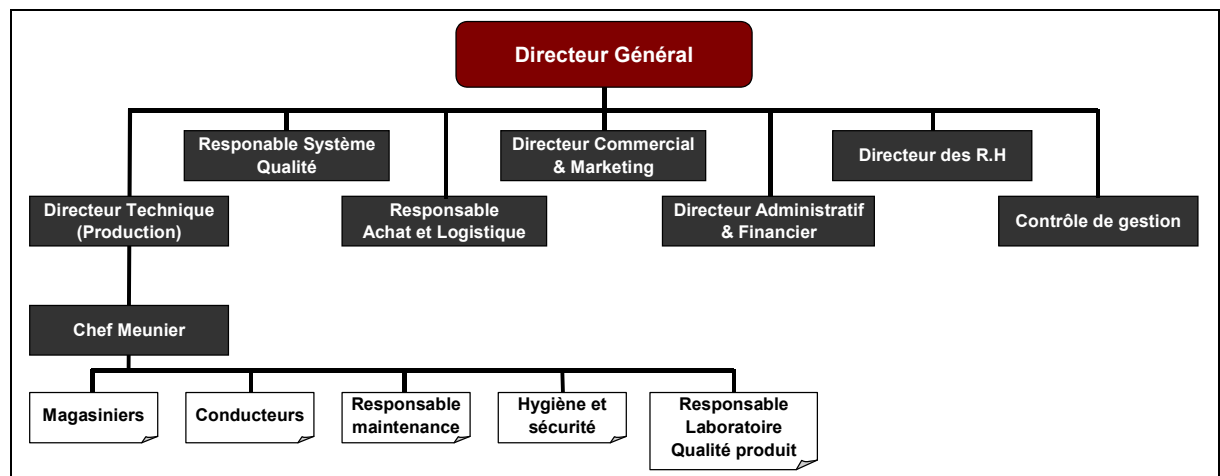 Directeur Général
Responable Système
Qualité
Directeur Commercial
& Marketing
Directeur des R.H
Directeur Technique
(Production)
Responsable
Achat et Logistique
Directeur Administratif
& Financier
Contrôle de gestion
Chef Meunier
Magasiniers
Conducteurs
Responsable
maintenance
Hygiène et
sécurité
Responsable
Laboratoire
Qualité produit